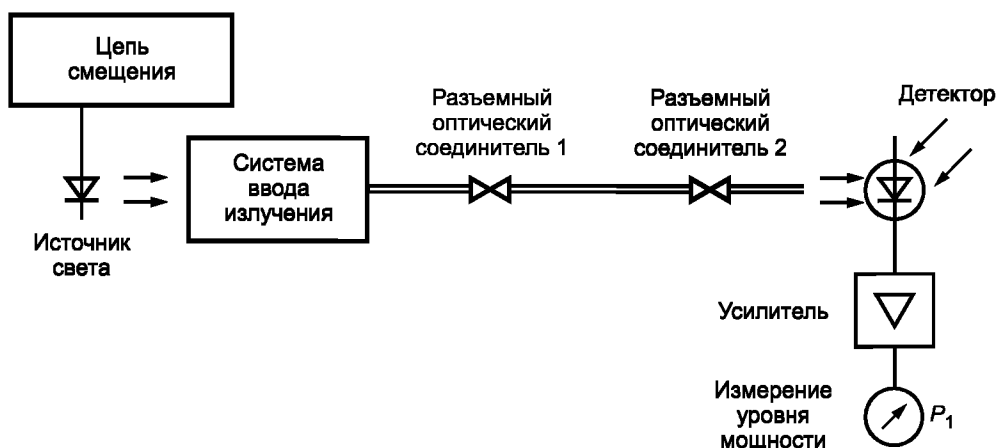 Цепь
смещения
Источник
света
Система
ввода
излучения
Разъемный
оптический
соединитель 1
Разъемный
оптический
соединитель 2
Детектор
Усилитель
Измерение
уровня
мощности
P1